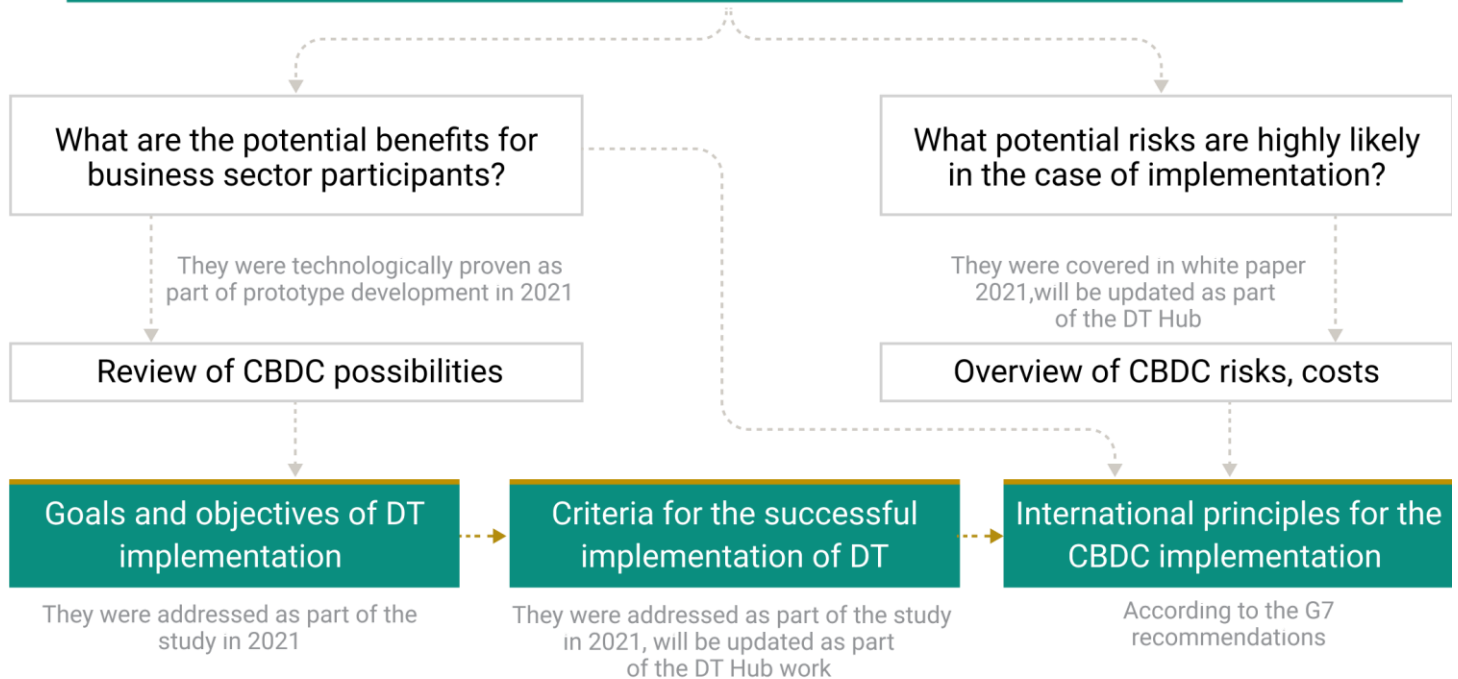 What are the potential benefits for
business sector participants?
What potential risks are highly likely
in the case of implementation?
They were technologically proven as
part of prototype development in 2021
They were covered in white paper
2021,will be updated as part
of the DT Hub
Review of CBDC possibilities
Overview of CBDC risks, costs
Goals and objectives of DT
implementation
Criteria for the successful
implementation of DT
International principles for the
CBDC implementation
They were addressed as part of the
study in 2021
They were addressed as part of the study
in 2021, will be updated as part
of the DT Hub work
According to the G7
recommendations